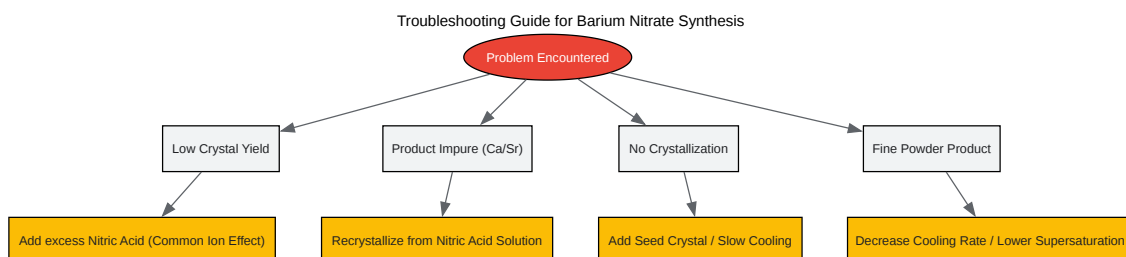 Troubleshooting Guide for Barium Nitrate Synthesis
Problem Encountered
Low Crystal Yield
Product Impure (Ca/Sr)
No Crystallization
Fine Powder Product
Add excess Nitric Acid (Common Ion Effect)
Recrystallize from Nitric Acid Solution
Add Seed Crystal / Slow Cooling
Decrease Cooling Rate / Lower Supersaturation